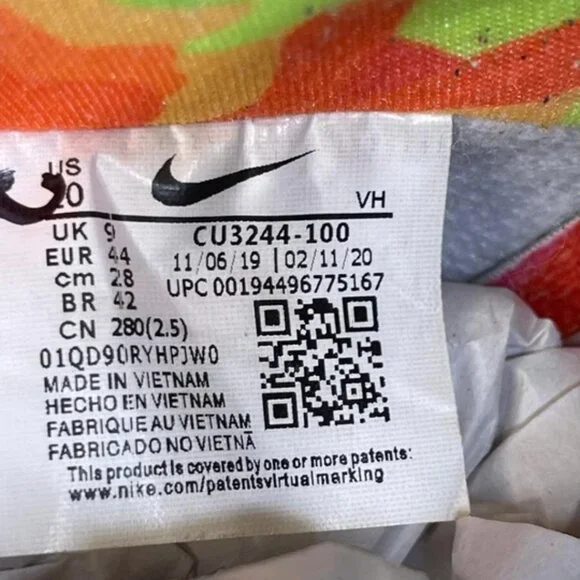 US
VH
UK 9
CU3244-100
EUR 44
11/06/19 | 02/11/20
cm 28
UPC 00194496775167
BR 42
CN 280(2.5)
01QD90RYHPJW0
MADE IN VIETNAM
HECHO EN VIETNAM
FABRIQUE AU VIETNAM
FABRICADO NO VIETNÃ
This product is covered by one or more patents:
www.nike.com/patentsvirtualmarking